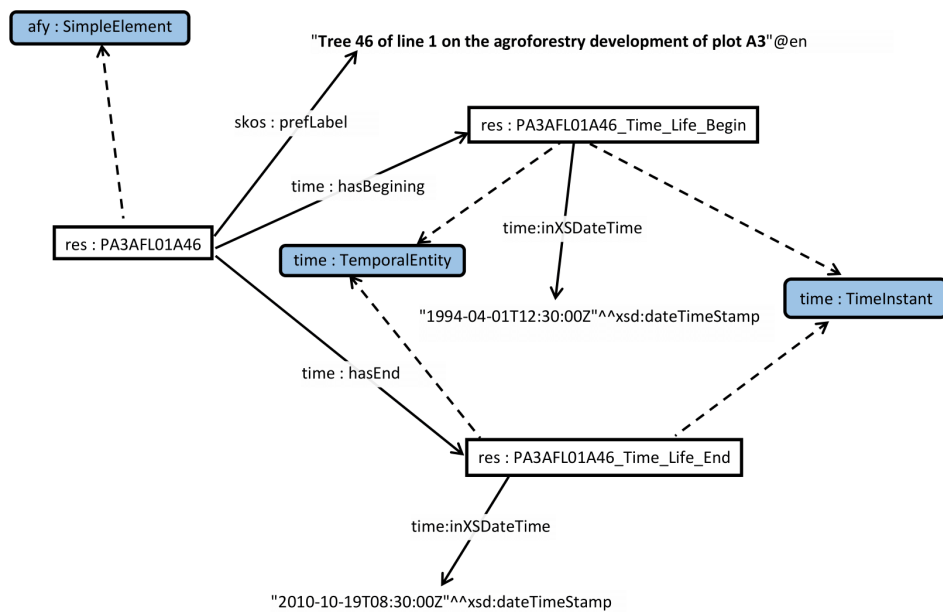 afy : SimpleElement
"Tree 46 of line 1 on the agroforestry development of plot A3"@en
skos : prefLabel
res : PA3AFL01A46_Time_Life_Begin
time : hasBegining
time:inXSDateTime
res : PA3AFL01A46
time : TemporalEntity
time : TimeInstant
"1994-04-01T12:30:00Z"^^xsd:dateTimeStamp
time : hasEnd
res : PA3AFL01A46_Time_Life_End
time:inXSDateTime
"2010-10-19T08:30:00Z"^^xsd:dateTimeStamp